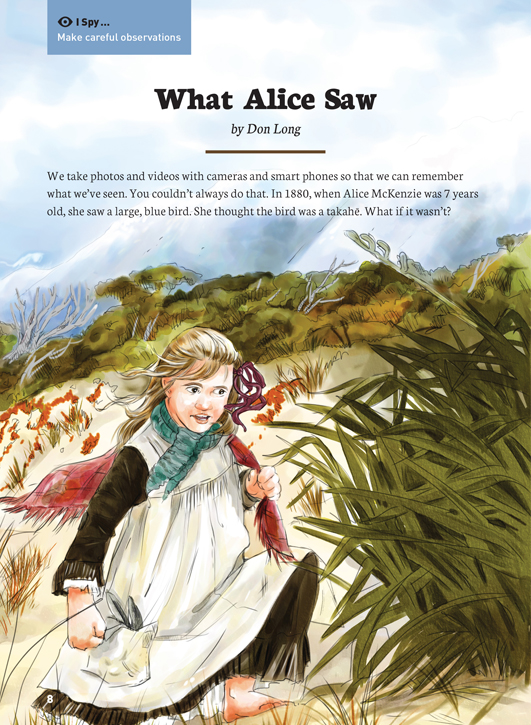 I Spy ...
Make careful observations
What Alice Saw
by Don Long
We take photos and videos with cameras and smart phones so that we can remember
what we’ve seen. You couldn’t always do that. In 1880, when Alice McKenzie was 7 years
old, she saw a large, blue bird. She thought the bird was a takahē. What if it wasn’t?
8